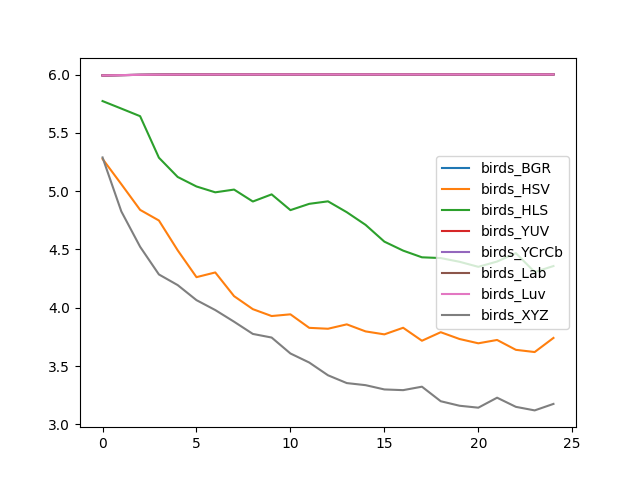 6.0
5.5
5.0
4.5
4.0
3.5
3.0
0 5 10 15 20 25
birds_BGR
birds_HSV
birds_HLS
birds_YUV
birds_YCrCb
birds_Lab
birds_Luv
birds_XYZ